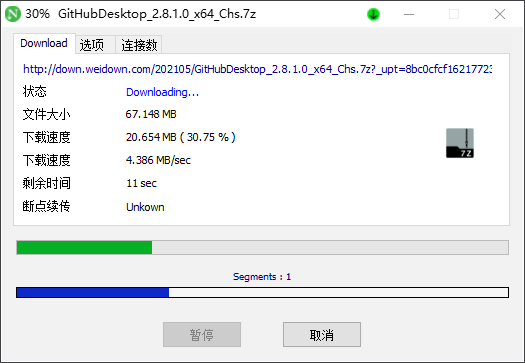 30% GitHubDesktop_2.8.1.0_x64_Chs.7z
Download 选项 连接数
http://down.weidown.com/202105/GitHubDesktop_2.8.1.0_x64_Chs.7z?_upt=8bc0cfcf16217723
状态 Downloading...
文件大小 67.148 MB
下载速度 20.654 MB ( 30.75 % )
下载速度 4.386 MB/sec
剩余时间 11 sec
断点续传 Unkown
7Z
Segments : 1
暂停 取消